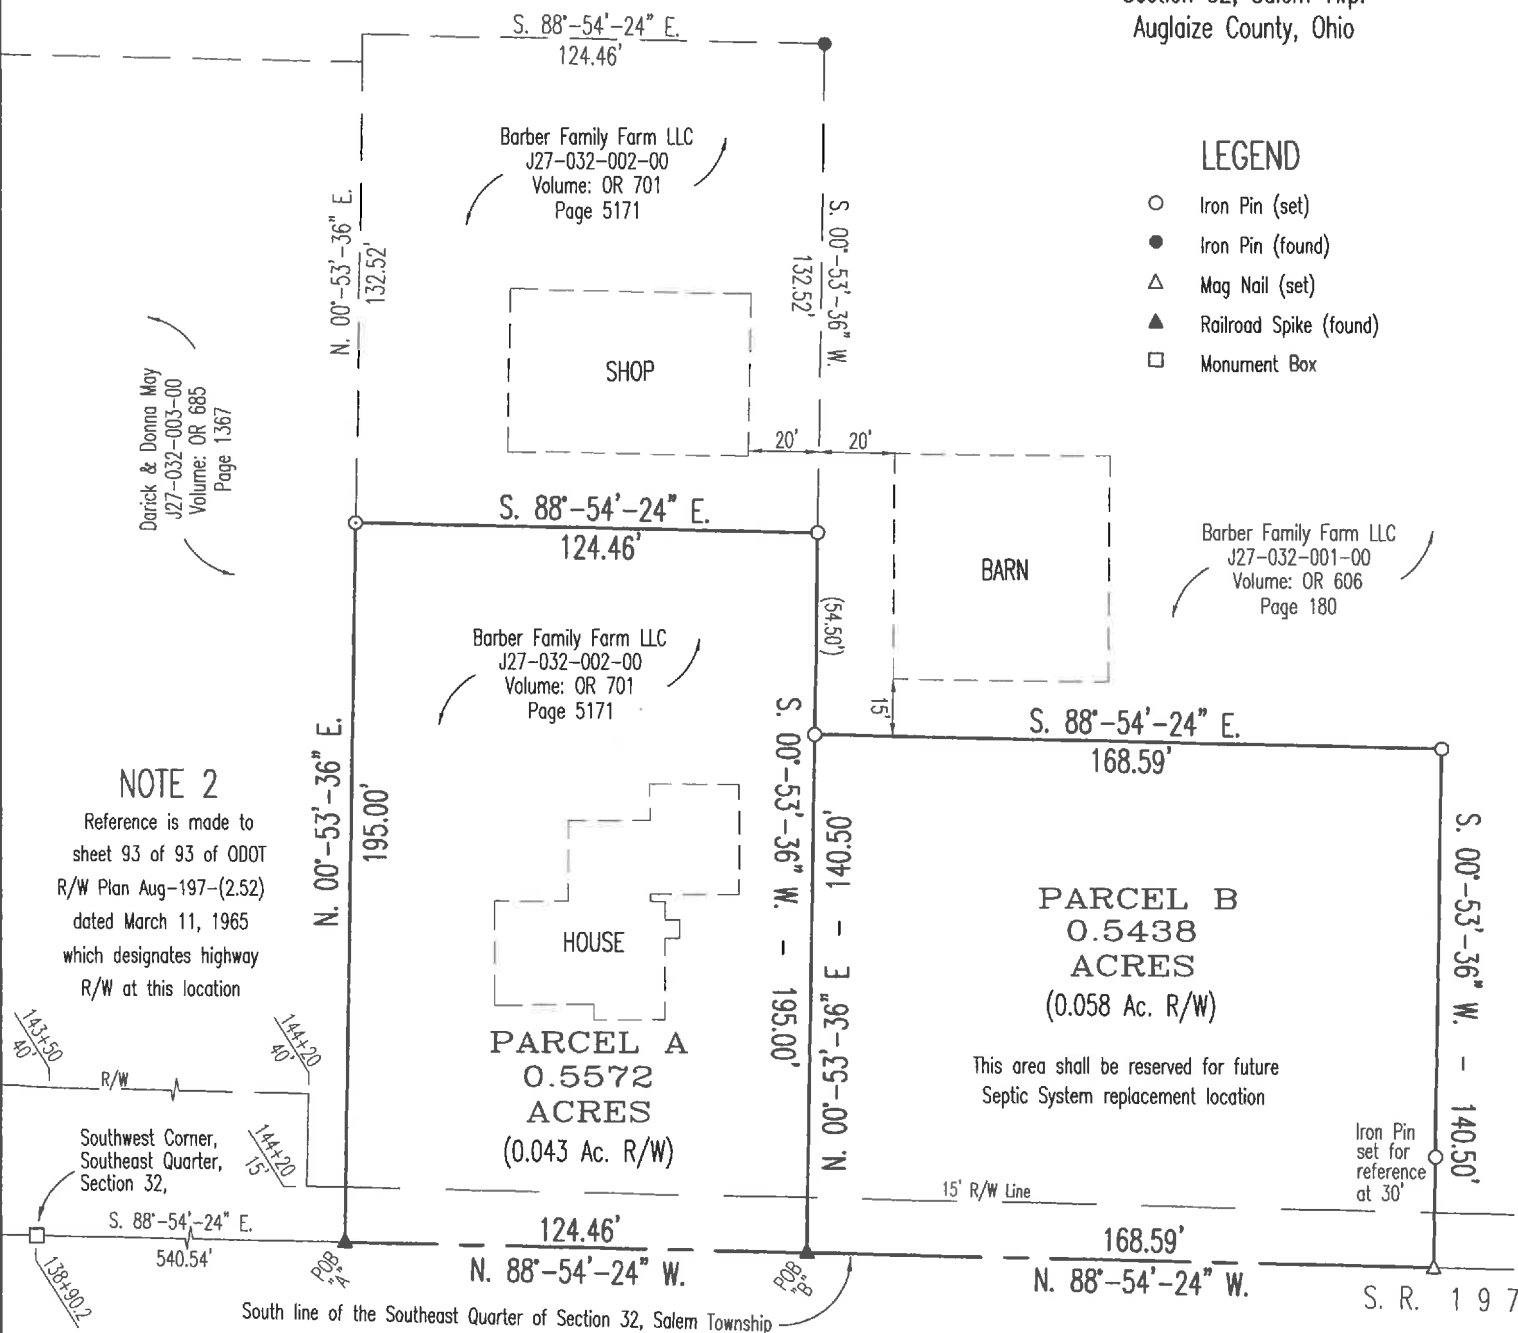 Auglaize County, Ohio
S. 88°-54'-24" E.
124.46'
Barber Family Farm LLC
J27-032-002-00
Volume: OR 701
Page 5171
N. 00°-53'-36" E.
132.52'
S. 00°-53'-36" W.
132.52'
LEGEND
Iron Pin (set)
Iron Pin (found)
Mag Nail (set)
Railroad Spike (found)
Monument Box
SHOP
20'
20'
Darick & Donna May
J27-032-003-00
Volume: OR 685
Page 1367
S. 88°-54'-24" E.
124.46'
BARN
Barber Family Farm LLC
J27-032-001-00
Volume: OR 606
Page 180
(54.50')
15'
Barber Family Farm LLC
J27-032-002-00
Volume: OR 701
Page 5171
S. 88°-54'-24" E.
168.59'
N. 00°-53'-36" E.
195.00'
S. 00°-53'-36" W. - 195.00'
N. 00°-53'-36" E - 140.50'
S. 00°-53'-36" W. - 140.50'
NOTE 2
Reference is made to
sheet 93 of 93 of ODOT
R/W Plan Aug-197-(2.52)
dated March 11, 1965
which designates highway
R/W at this location
HOUSE
PARCEL A
0.5572
ACRES
(0.043 Ac. R/W)
PARCEL B
0.5438
ACRES
(0.058 Ac. R/W)
This area shall be reserved for future
Septic System replacement location
143+50
40'
144+20
40'
R/W
144+20
15'
Southwest Corner,
Southeast Quarter,
Section 32,
Iron Pin
set for
reference
at 30'
15' R/W Line
S. 88°-54'-24" E.
540.54'
138+90.2
POB
"A"
124.46'
N. 88°-54'-24" W.
POB
"B"
168.59'
N. 88°-54'-24" W.
S. R. 197
South line of the Southeast Quarter of Section 32, Salem Township